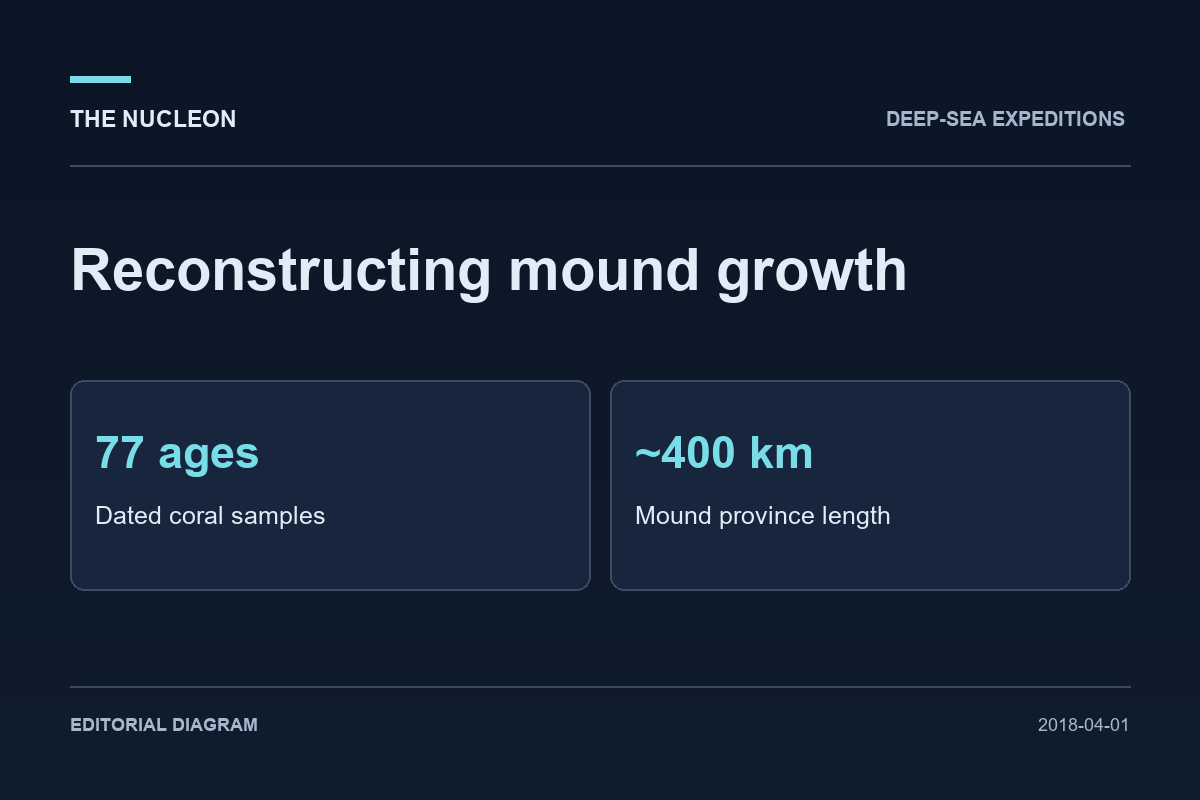 THE NUCLEON
DEEP-SEA EXPEDITIONS
Reconstructing mound growth
77 ages
Dated coral samples
~400 km
Mound province length
EDITORIAL DIAGRAM
2018-04-01